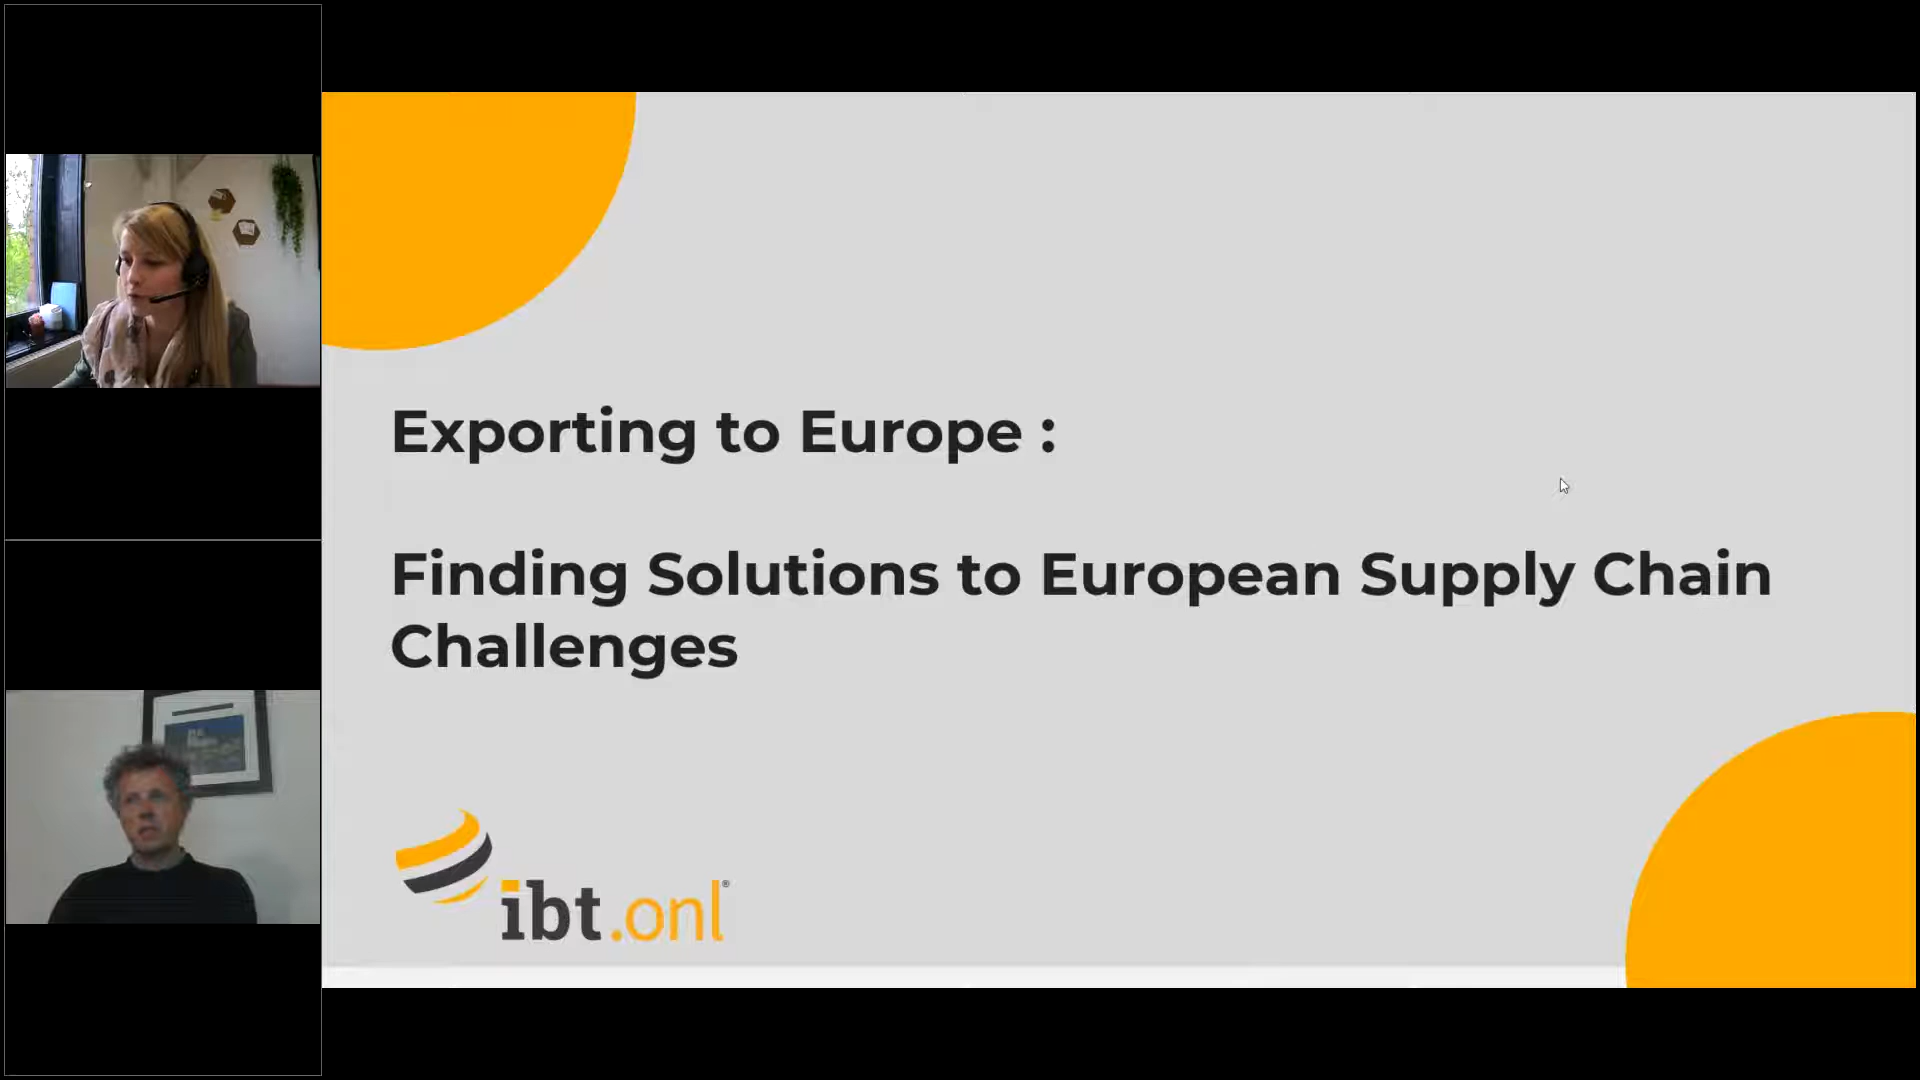 Exporting to Europe :
Finding Solutions to European Supply Chain
Challenges
ibt.onl®